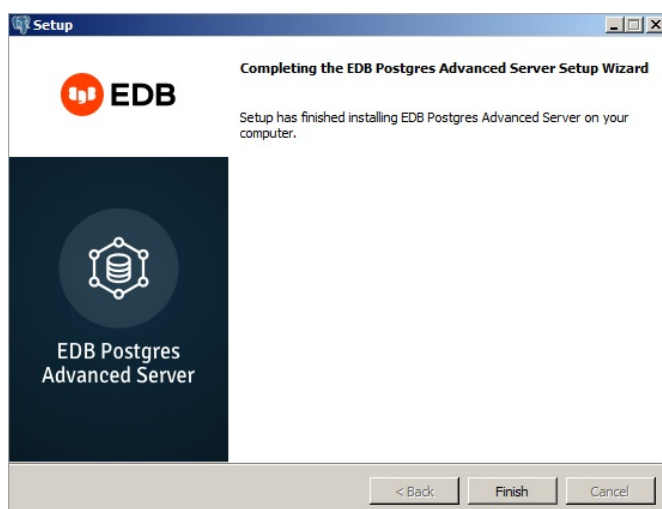 Setup
EDB
Completing the EDB Postgres Advanced Server Setup Wizard
Setup has finished installing EDB Postgres Advanced Server on your
computer.
EDB Postgres
Advanced Server
< Back
Finish
Cancel